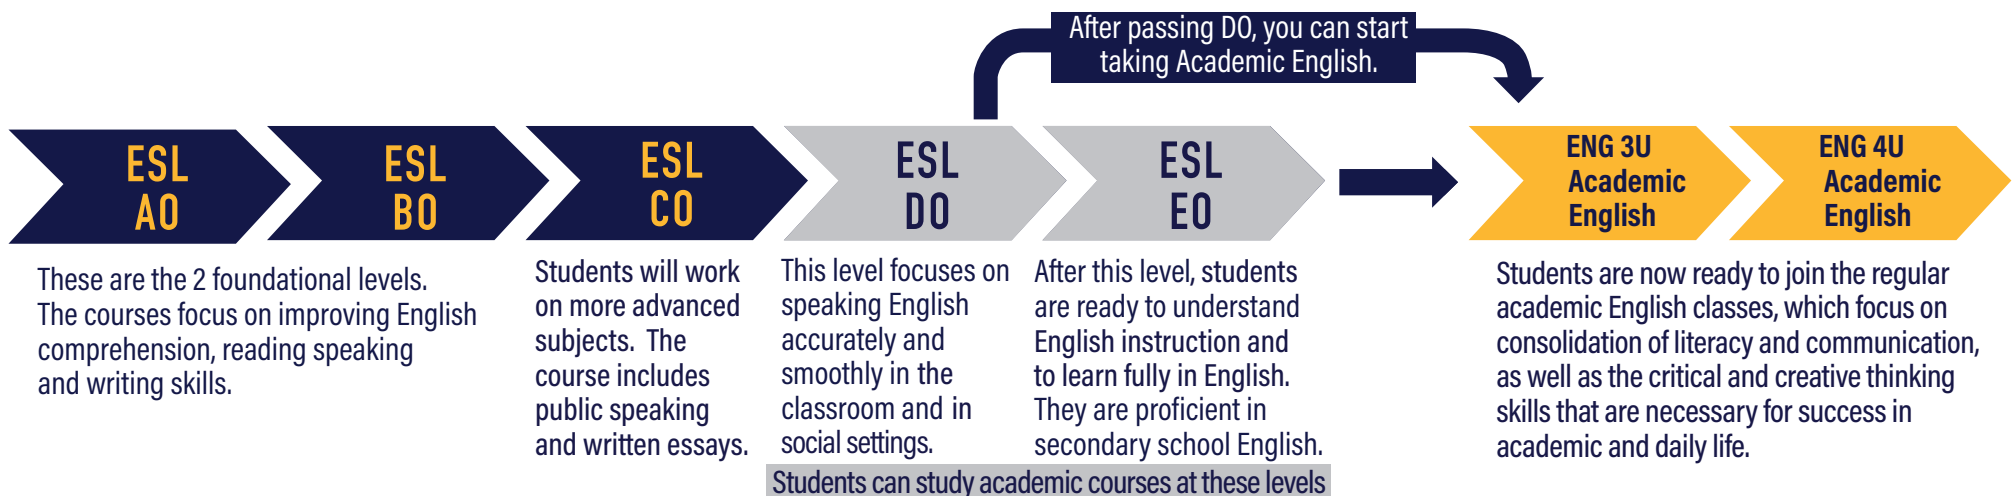 After passing DO, you can start
taking Academic English.
ESL
AO
ESL
BO
ESL
CO
ESL
DO
ESL
EO
ENG 3U
Academic
English
ENG 4U
Academic
English
These are the 2 foundational levels.
The courses focus on improving English
comprehension, reading speaking
and writing skills.
Students will work
on more advanced
subjects. The
course includes
public speaking
and written essays.
This level focuses on
speaking English
accurately and
smoothly in the
classroom and in
social settings.
After this level, students
are ready to understand
English instruction and
to learn fully in English.
They are proficient in
secondary school English.
Students can study academic courses at these levels
Students are now ready to join the regular
academic English classes, which focus on
consolidation of literacy and communication,
as well as the critical and creative thinking
skills that are necessary for success in
academic and daily life.